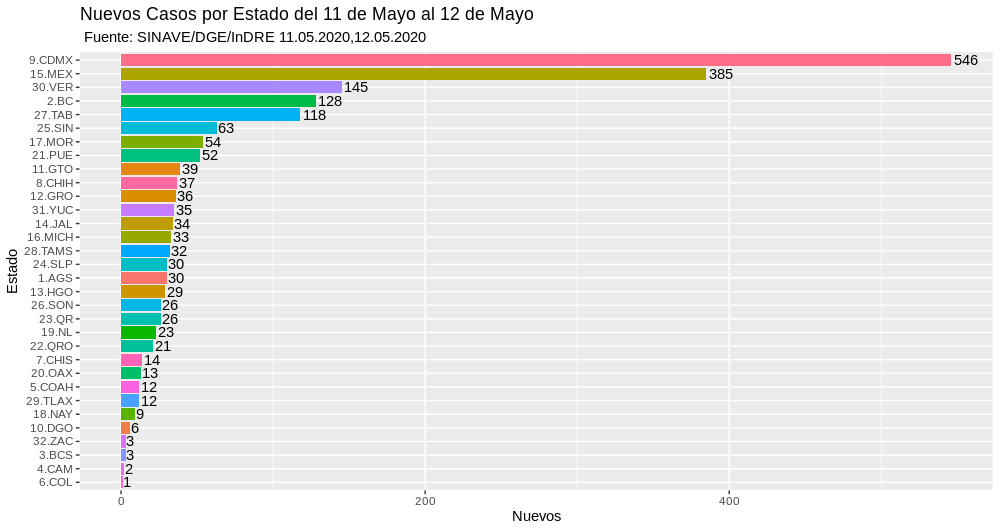 Nuevos Casos por Estado del 11 de Mayo al 12 de Mayo
Fuente: SINAVE/DGE/InDRE 11.05.2020,12.05.2020
Estado
9.CDMX 546
15.MEX 385
30.VER 145
2.BC 128
27.TAB 118
25.SIN 63
17.MOR 54
21.PUE 52
11.GTO 39
8.CHIH 37
12.GRO 36
31.YUC 35
14.JAL 34
16.MICH 33
28.TAMS 32
24.SLP 30
1.AGS 30
13.HGO 29
26.SON 26
23.QR 26
19.NL 23
22.QRO 21
7.CHIS 14
20.OAX 13
5.COAH 12
29.TLAX 12
18.NAY 9
10.DGO 6
32.ZAC 3
3.BCS 3
4.CAM 2
6.COL 1
0 200 400
Nuevos